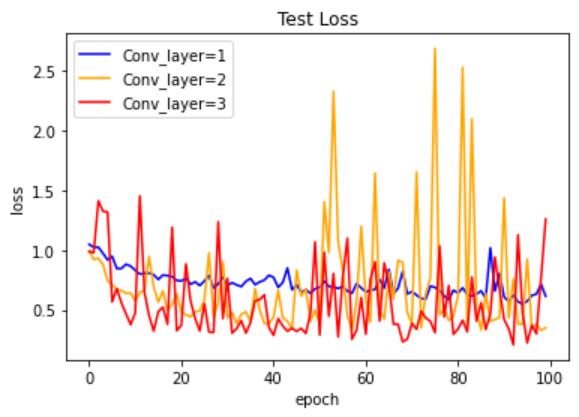 Test Loss
Conv_layer=1
Conv_layer=2
Conv_layer=3
2.5
2.0
1.5
1.0
0.5
loss
0 20 40 60 80 100
epoch